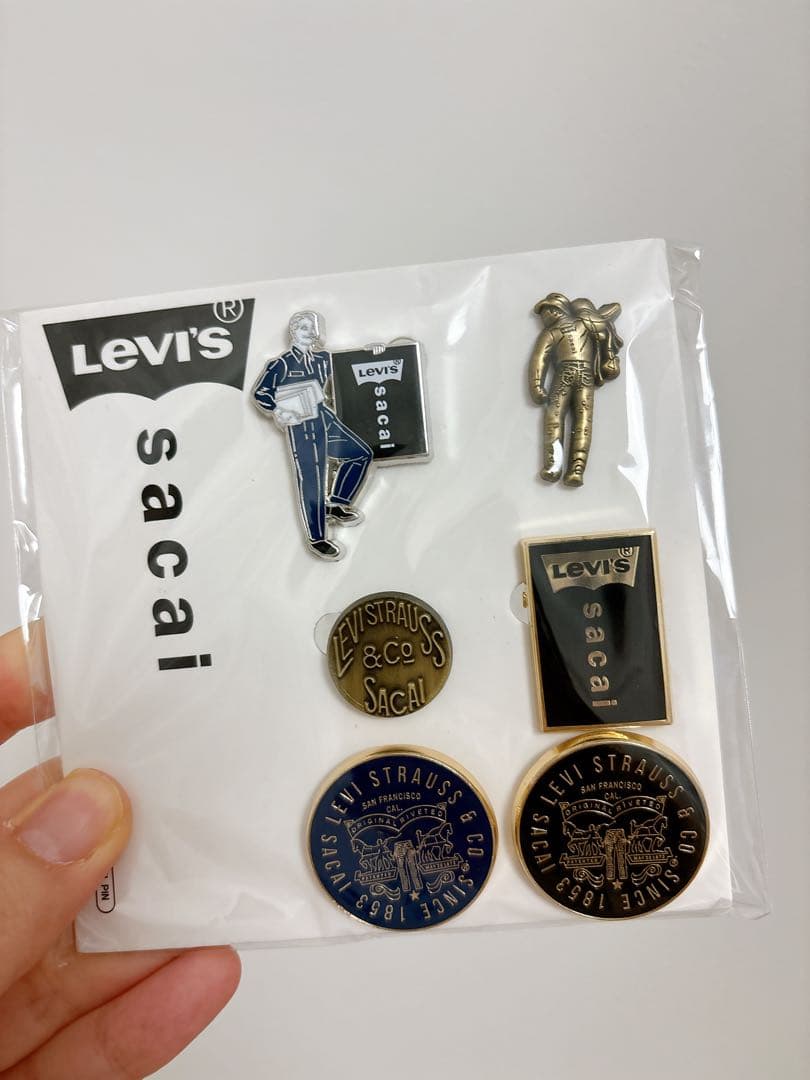 LEVI'S®
sacai
LEVI'S
sacai
LEVI STRAUSS
& Co
SACAI
LEVI'S®
sacai
LEVI STRAUSS & CO® SINCE 1853 SACAI
SAN FRANCISCO
CAL.
ORIGINAL RIVETED
LEVI STRAUSS & CO® SINCE 1853 SACAI
SAN FRANCISCO
CAL.
ORIGINAL RIVETED
PIN